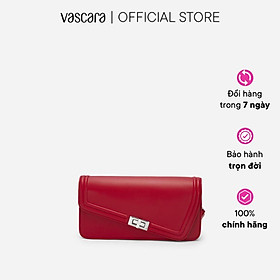 vascara | OFFICIAL STORE
Đổi hàng
trong 7 ngày
Bảo hành
trọn đời
100%
chính hãng